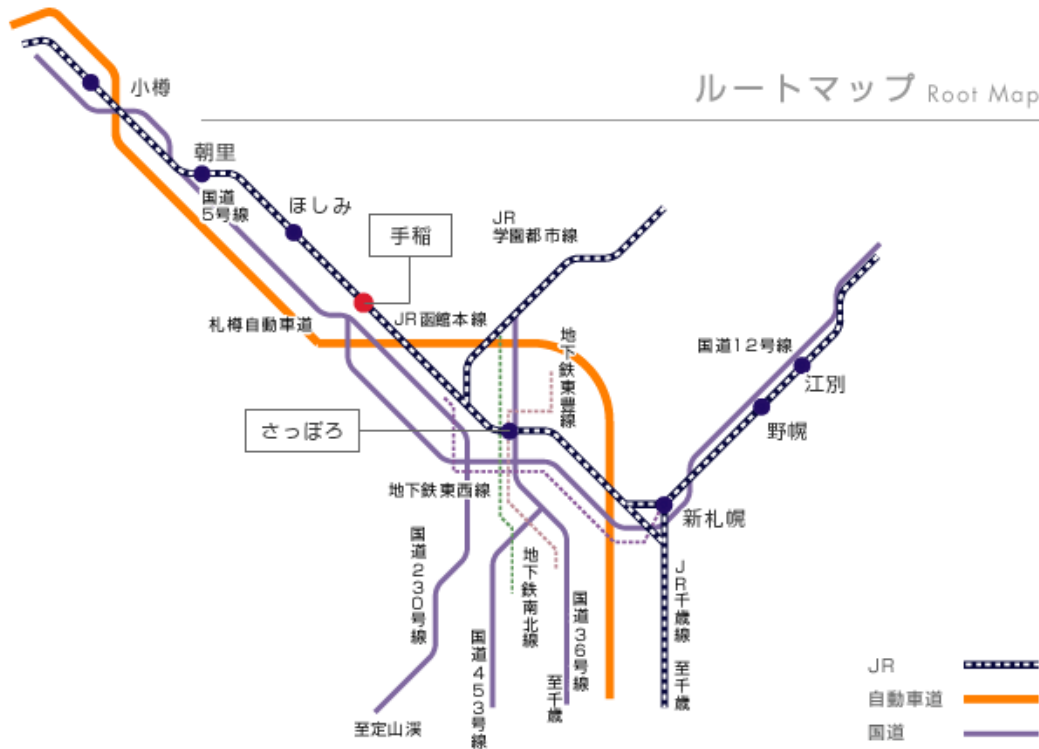 小樽
ルートマップ Root Map
朝里
国道
5号線
ほしみ
手稲
JR
学園都市線
札樽自動車道
JR函館本線
地下鉄東豊線
国道12号線
江別
野幌
さっぽろ
地下鉄東西線
新札幌
国道230号線
地下鉄南北線
国道36号線
至千歳
国道453号線
JR千歳線 至千歳
至定山渓
JR
自動車道
国道